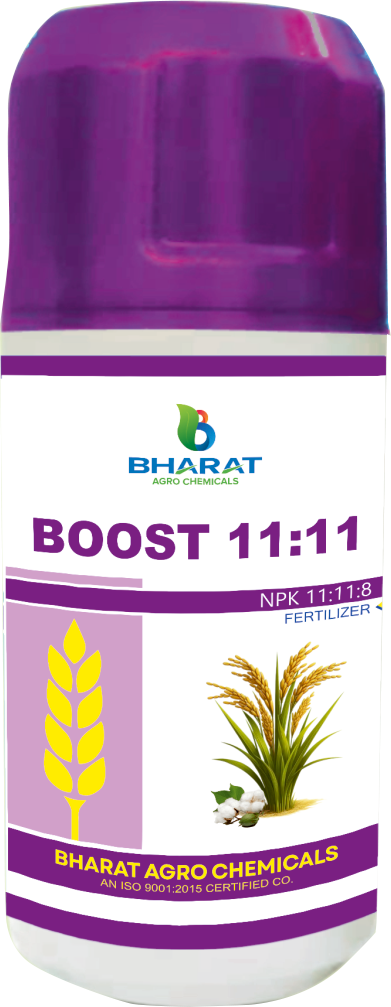 BHARAT
AGRO CHEMICALS
BOOST 11:11
NPK 11:11:8
FERTILIZER
BHARAT AGRO CHEMICALS
AN ISO 9001:2015 CERTIFIED CO.